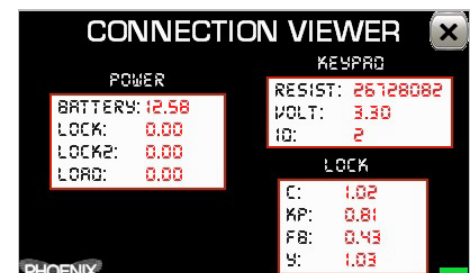 CONNECTION VIEWER
POWER
BATTERY: 12.58
LOCK: 0.00
LOCK2: 0.00
LOAD: 0.00
KEYPAD
RESIST: 26728082
VOLT: 3.30
ID: 2
LOCK
C: 1.02
KP: 0.81
FB: 0.43
Y: 1.03
PHOENIX